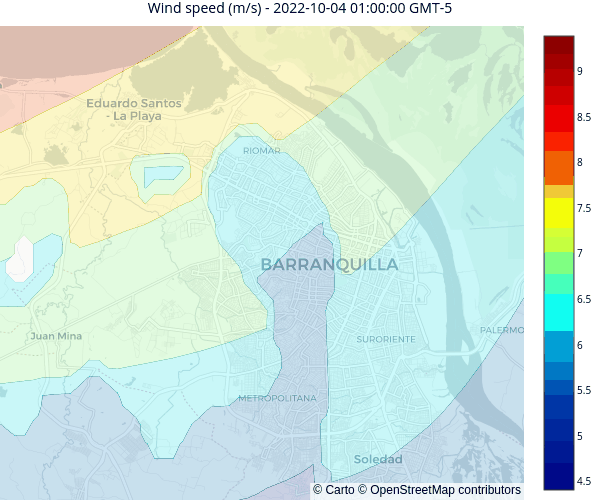 Wind speed (m/s) - 2022-10-04 01:00:00 GMT-5
Eduardo Santos
- La Playa
RIOMAR
BARRANQUILLA
Juan Mina
SURORIENTE
PALERMO
METROPOLITANA
Soledad
9
8.5
8
7.5
7
6.5
6
5.5
5
4.5
© Carto © OpenStreetMap contributors